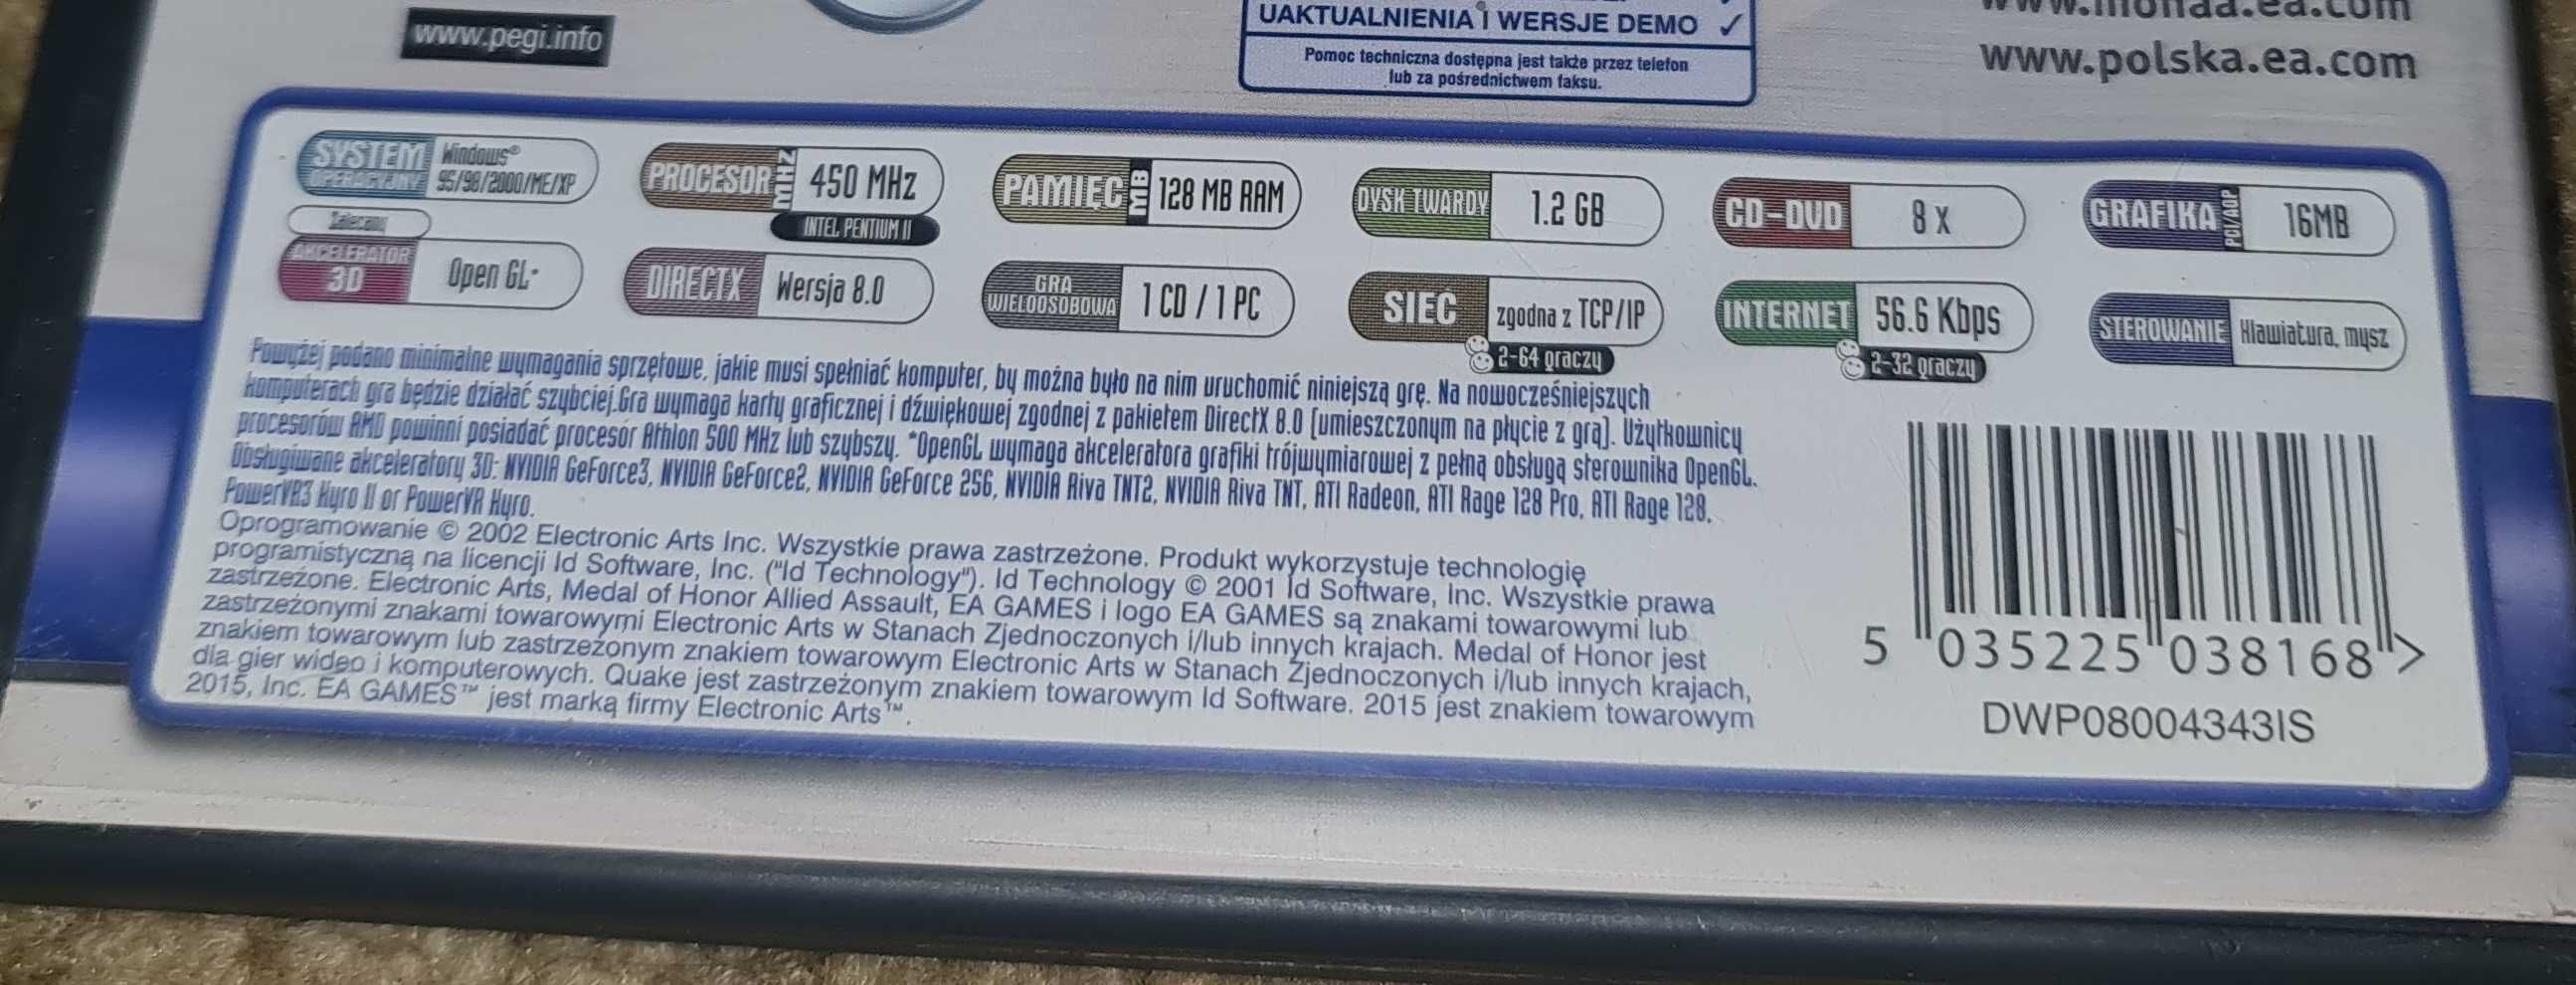 www.pegi.info
UAKTUALNIENIA I WERSJE DEMO ✓
Pomoc techniczna dostępna jest także przez telefon
lub za pośrednictwem faksu.
www.mohaa.ea.com
www.polska.ea.com
SYSTEM OPERACYJNY Windows® 95/98/2000/ME/XP
PROCESOR MHZ 450 MHz
INTEL PENTIUM II
PAMIĘĆ MB 128 MB RAM
DYSK TWARDY 1.2 GB
CD-DVD 8 x
GRAFIKA PCI/AGP 16MB
Zalecany
AKCELERATOR 3D Open GL*
DIRECTX Wersja 8.0
GRA WIELOOSOBOWA 1 CD / 1 PC
SIEĆ zgodna z TCP/IP
2-64 graczy
INTERNET 56.6 Kbps
2-32 graczy
STEROWANIE Klawiatura, mysz
Powyżej podano minimalne wymagania sprzętowe, jakie musi spełniać komputer, by można było na nim uruchomić niniejszą grę. Na nowocześniejszych
komputerach gra będzie działać szybciej.Gra wymaga karty graficznej i dźwiękowej zgodnej z pakietem DirectX 8.0 (umieszczonym na płycie z grą). Użytkownicy
procesorów AMD powinni posiadać procesor Athlon 500 MHz lub szybszy. *OpenGL wymaga akceleratora grafiki trójwymiarowej z pełną obsługą sterownika OpenGL.
Obsługiwane akceleratory 3D: NVIDIA GeForce3, NVIDIA GeForce2, NVIDIA GeForce 256, NVIDIA Riva TNT2, NVIDIA Riva TNT, ATI Radeon, ATI Rage 128 Pro, ATI Rage 128,
PowerVR3 Kyro II or PowerVR Kyro.
Oprogramowanie © 2002 Electronic Arts Inc. Wszystkie prawa zastrzeżone. Produkt wykorzystuje technologię
programistyczną na licencji Id Software, Inc. ("Id Technology"). Id Technology © 2001 Id Software, Inc. Wszystkie prawa
zastrzeżone. Electronic Arts, Medal of Honor Allied Assault, EA GAMES i logo EA GAMES są znakami towarowymi lub
zastrzeżonymi znakami towarowymi Electronic Arts w Stanach Zjednoczonych i/lub innych krajach. Medal of Honor jest
znakiem towarowym lub zastrzeżonym znakiem towarowym Electronic Arts w Stanach Zjednoczonych i/lub innych krajach,
dla gier wideo i komputerowych. Quake jest zastrzeżonym znakiem towarowym Id Software. 2015 jest znakiem towarowym
2015, Inc. EA GAMES™ jest marką firmy Electronic Arts™.
5 035225 038168 >
DWP08004343IS